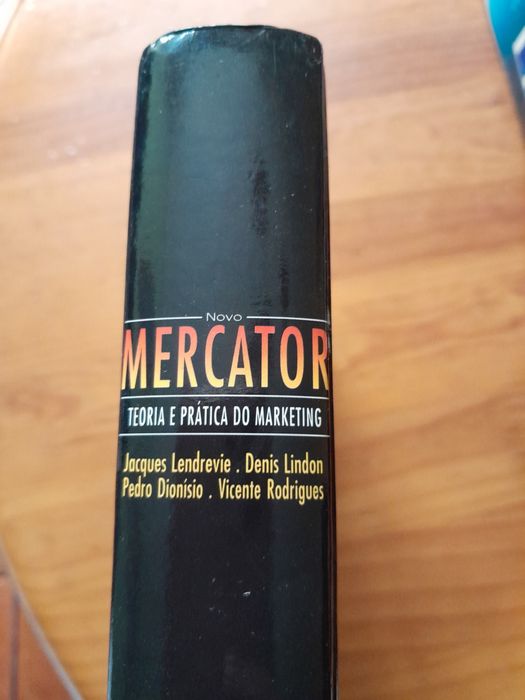 Novo
MERCATOR
TEORIA E PRÁTICA DO MARKETING
Jacques Lendrevie . Denis Lindon
Pedro Dionísio . Vicente Rodrigues